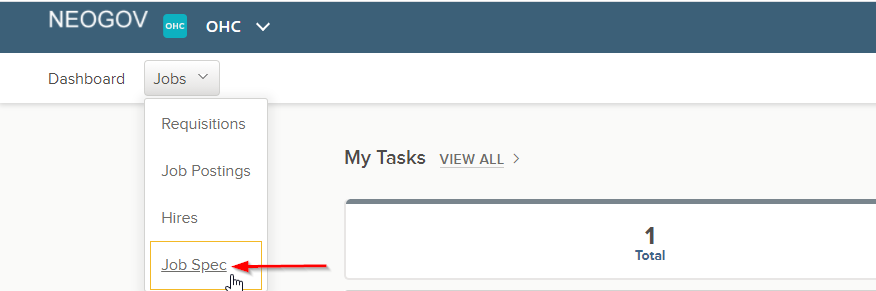 NEOGOV OHC OHC
Dashboard Jobs
Requisitions
Job Postings
Hires
Job Spec
My Tasks VIEW ALL
1
Total